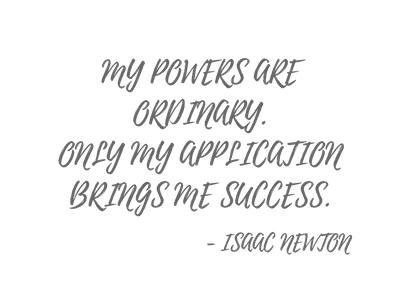 MY POWERS ARE
ORDINARY.
ONLY MY APPLICATION
BRINGS ME SUCCESS.
- ISAAC NEWTON